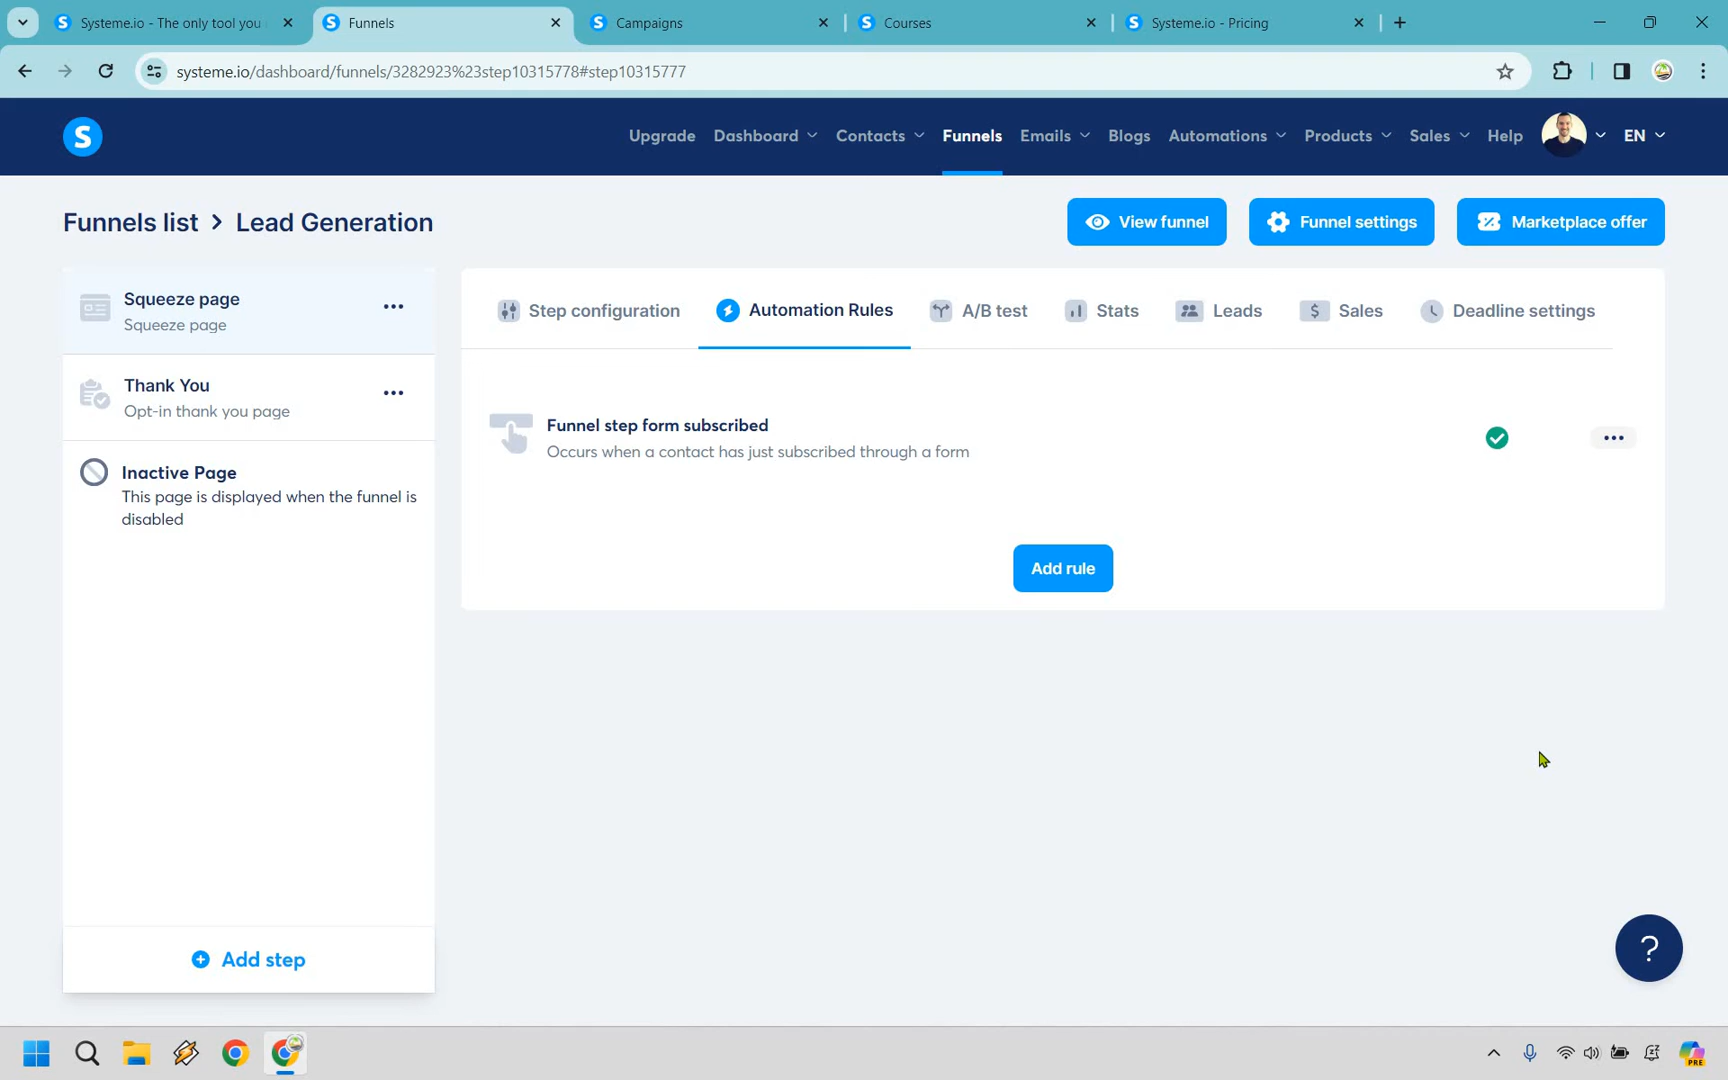 Systeme.io - The only tool you
Funnels
Campaigns
Courses
Systeme.io - Pricing
systeme.io/dashboard/funnels/3282923%23step10315778#step10315777
S
Upgrade
Dashboard
Contacts
Funnels
Emails
Blogs
Automations
Products
Sales
Help
EN
Funnels list > Lead Generation
View funnel
Funnel settings
Marketplace offer
Squeeze page
Squeeze page
Thank You
Opt-in thank you page
Inactive Page
This page is displayed when the funnel is
disabled
Add step
Step configuration
Automation Rules
A/B test
Stats
Leads
Sales
Deadline settings
Funnel step form subscribed
Occurs when a contact has just subscribed through a form
Add rule
?
PRE